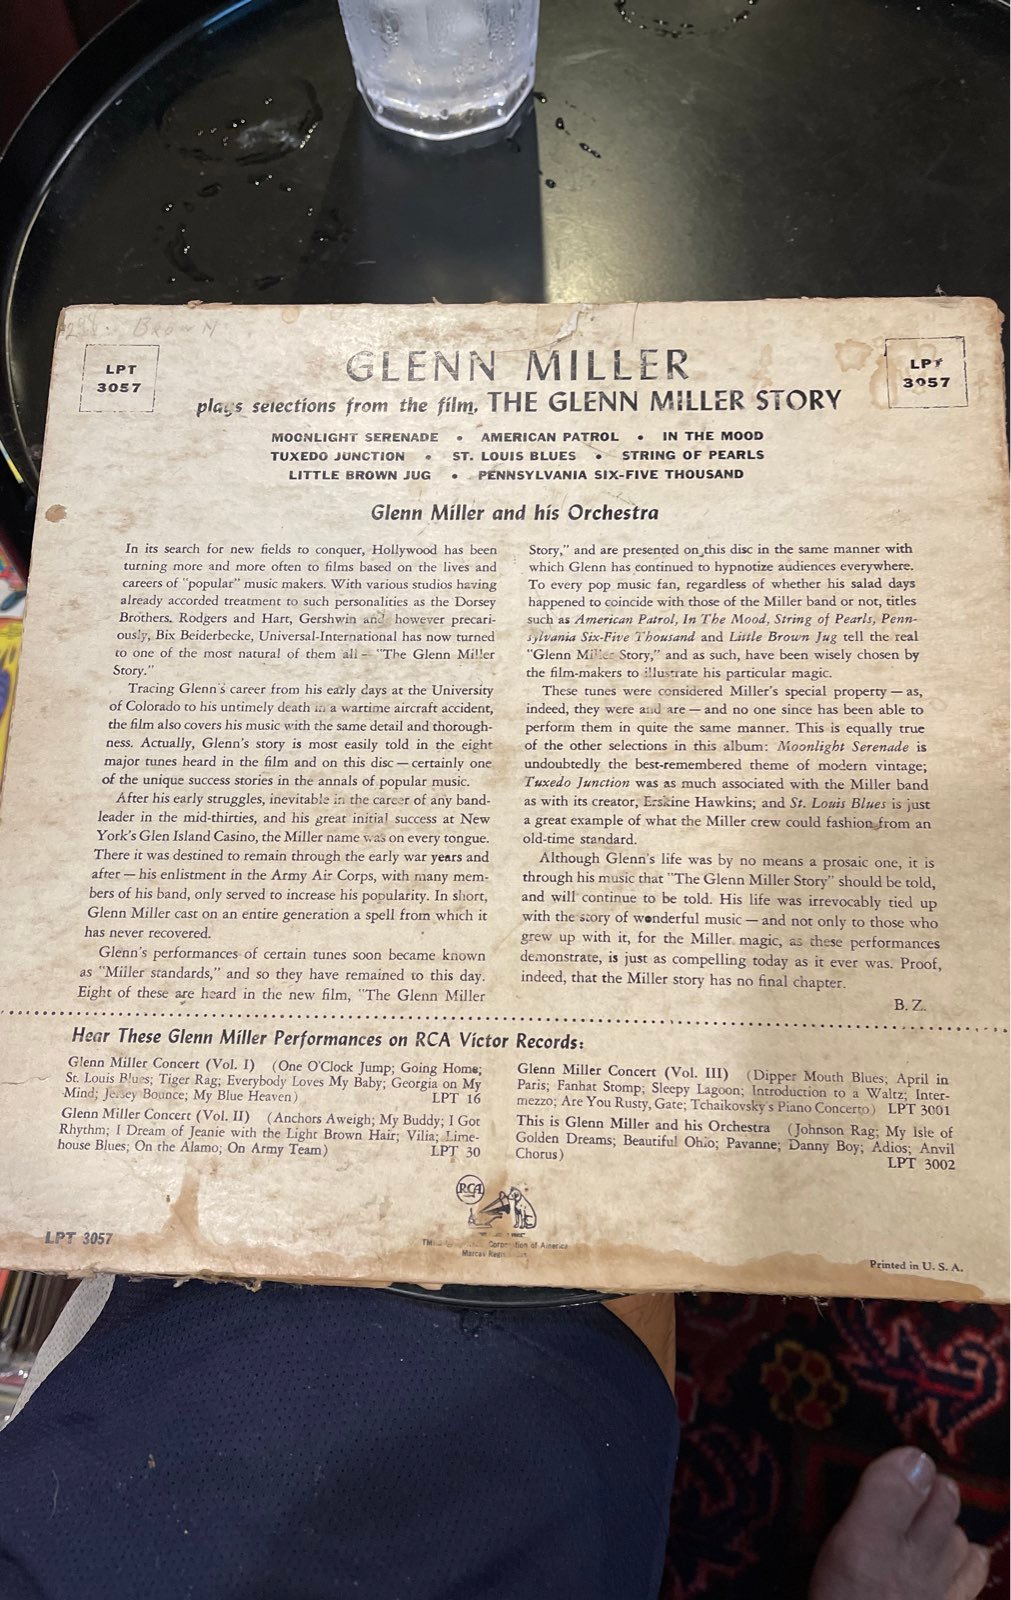 Brown
LPT
3057
GLENN MILLER
plays selections from the film, THE GLENN MILLER STORY
LPT
3057
MOONLIGHT SERENADE • AMERICAN PATROL • IN THE MOOD
TUXEDO JUNCTION • ST. LOUIS BLUES • STRING OF PEARLS
LITTLE BROWN JUG • PENNSYLVANIA SIX-FIVE THOUSAND
Glenn Miller and his Orchestra
In its search for new fields to conquer, Hollywood has been
turning more and more often to films based on the lives and
careers of "popular" music makers. With various studios having
already accorded treatment to such personalities as the Dorsey
Brothers, Rodgers and Hart, Gershwin and however precari-
ously, Bix Beiderbecke, Universal-International has now turned
to one of the most natural of them all — "The Glenn Miller
Story."
Tracing Glenn's career from his early days at the University
of Colorado to his untimely death in a wartime aircraft accident,
the film also covers his music with the same detail and thorough-
ness. Actually, Glenn's story is most easily told in the eight
major tunes heard in the film and on this disc — certainly one
of the unique success stories in the annals of popular music.
After his early struggles, inevitable in the career of any band-
leader in the mid-thirties, and his great initial success at New
York's Glen Island Casino, the Miller name was on every tongue.
There it was destined to remain through the early war years and
after — his enlistment in the Army Air Corps, with many mem-
bers of his band, only served to increase his popularity. In short,
Glenn Miller cast on an entire generation a spell from which it
has never recovered.
Glenn's performances of certain tunes soon became known
as "Miller standards," and so they have remained to this day.
Eight of these are heard in the new film, "The Glenn Miller
Story," and are presented on this disc in the same manner with
which Glenn has continued to hypnotize audiences everywhere.
To every pop music fan, regardless of whether his salad days
happened to coincide with those of the Miller band or not, titles
such as American Patrol, In The Mood, String of Pearls, Penn-
sylvania Six-Five Thousand and Little Brown Jug tell the real
"Glenn Miller Story," and as such, have been wisely chosen by
the film-makers to illustrate his particular magic.
These tunes were considered Miller's special property — as,
indeed, they were and are — and no one since has been able to
perform them in quite the same manner. This is equally true
of the other selections in this album: Moonlight Serenade is
undoubtedly the best-remembered theme of modern vintage;
Tuxedo Junction was as much associated with the Miller band
as with its creator, Erskine Hawkins; and St. Louis Blues is just
a great example of what the Miller crew could fashion from an
old-time standard.
Although Glenn's life was by no means a prosaic one, it is
through his music that "The Glenn Miller Story" should be told,
and will continue to be told. His life was irrevocably tied up
with the story of wonderful music — and not only to those who
grew up with it, for the Miller magic, as these performances
demonstrate, is just as compelling today as it ever was. Proof,
indeed, that the Miller story has no final chapter.
B. Z.
Hear These Glenn Miller Performances on RCA Victor Records:
Glenn Miller Concert (Vol. I) (One O'Clock Jump; Going Home;
St. Louis Blues; Tiger Rag; Everybody Loves My Baby; Georgia on My
Mind; Jersey Bounce; My Blue Heaven) LPT 16
Glenn Miller Concert (Vol. II) (Anchors Aweigh; My Buddy; I Got
Rhythm; I Dream of Jeanie with the Light Brown Hair; Vilia; Lime-
house Blues; On the Alamo; On Army Team) LPT 30
Glenn Miller Concert (Vol. III) (Dipper Mouth Blues; April in
Paris; Fanhat Stomp; Sleepy Lagoon; Introduction to a Waltz; Inter-
mezzo; Are You Rusty, Gate; Tchaikovsky's Piano Concerto) LPT 3001
This is Glenn Miller and his Orchestra (Johnson Rag; My Isle of
Golden Dreams; Beautiful Ohio; Pavanne; Danny Boy; Adios; Anvil
Chorus) LPT 3002
RCA
LPT 3057
Corporation of America
Marcas
Printed in U. S. A.